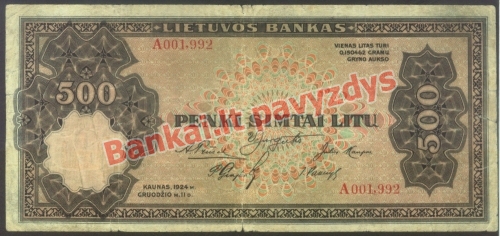 LIETUVOS BANKAS
A001,992
VIENAS LITAS TURI
0,150462 GRAMŲ
GRYNO AUKSO
500
500
PENKI ŠIMTAI LITŲ
Bankai.lt pavyzdys
KAUNAS, 1924 M.
GRUODŽIO M. 11 D.
A001,992